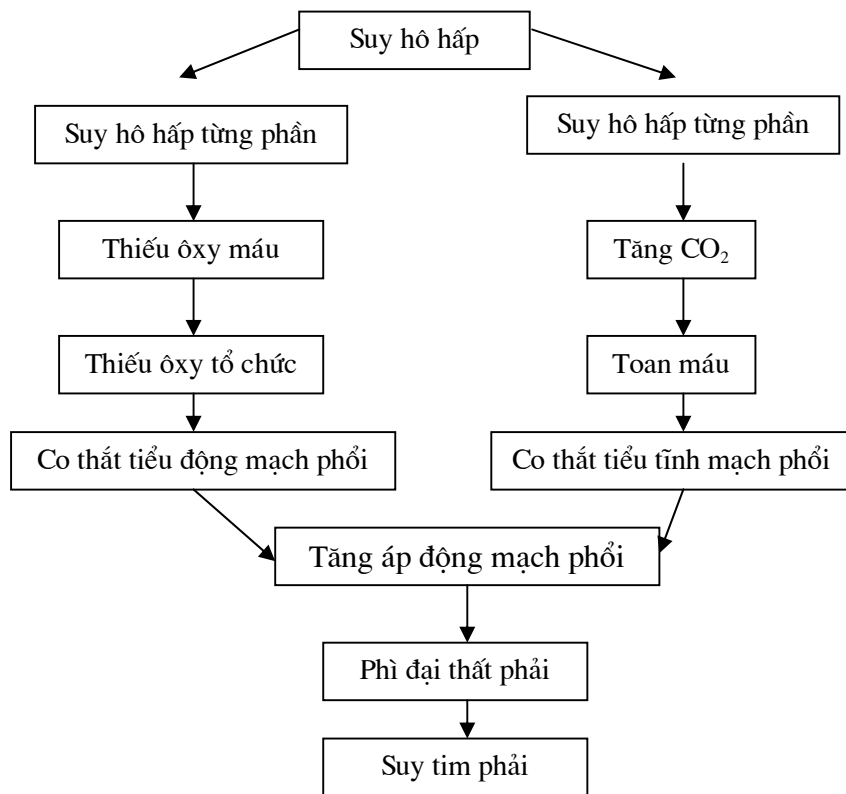 Suy hô hấp
Suy hô hấp từng phần
Suy hô hấp từng phần
Thiếu ôxy máu
Tăng CO₂
Thiếu ôxy tổ chức
Toan máu
Co thắt tiểu động mạch phổi
Co thắt tiểu tĩnh mạch phổi
Tăng áp động mạch phổi
Phì đại thất phải
Suy tim phải